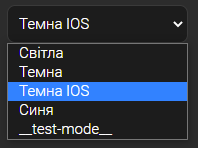 Темна IOS
Світла
Темна
Темна IOS
Синя
__test-mode__